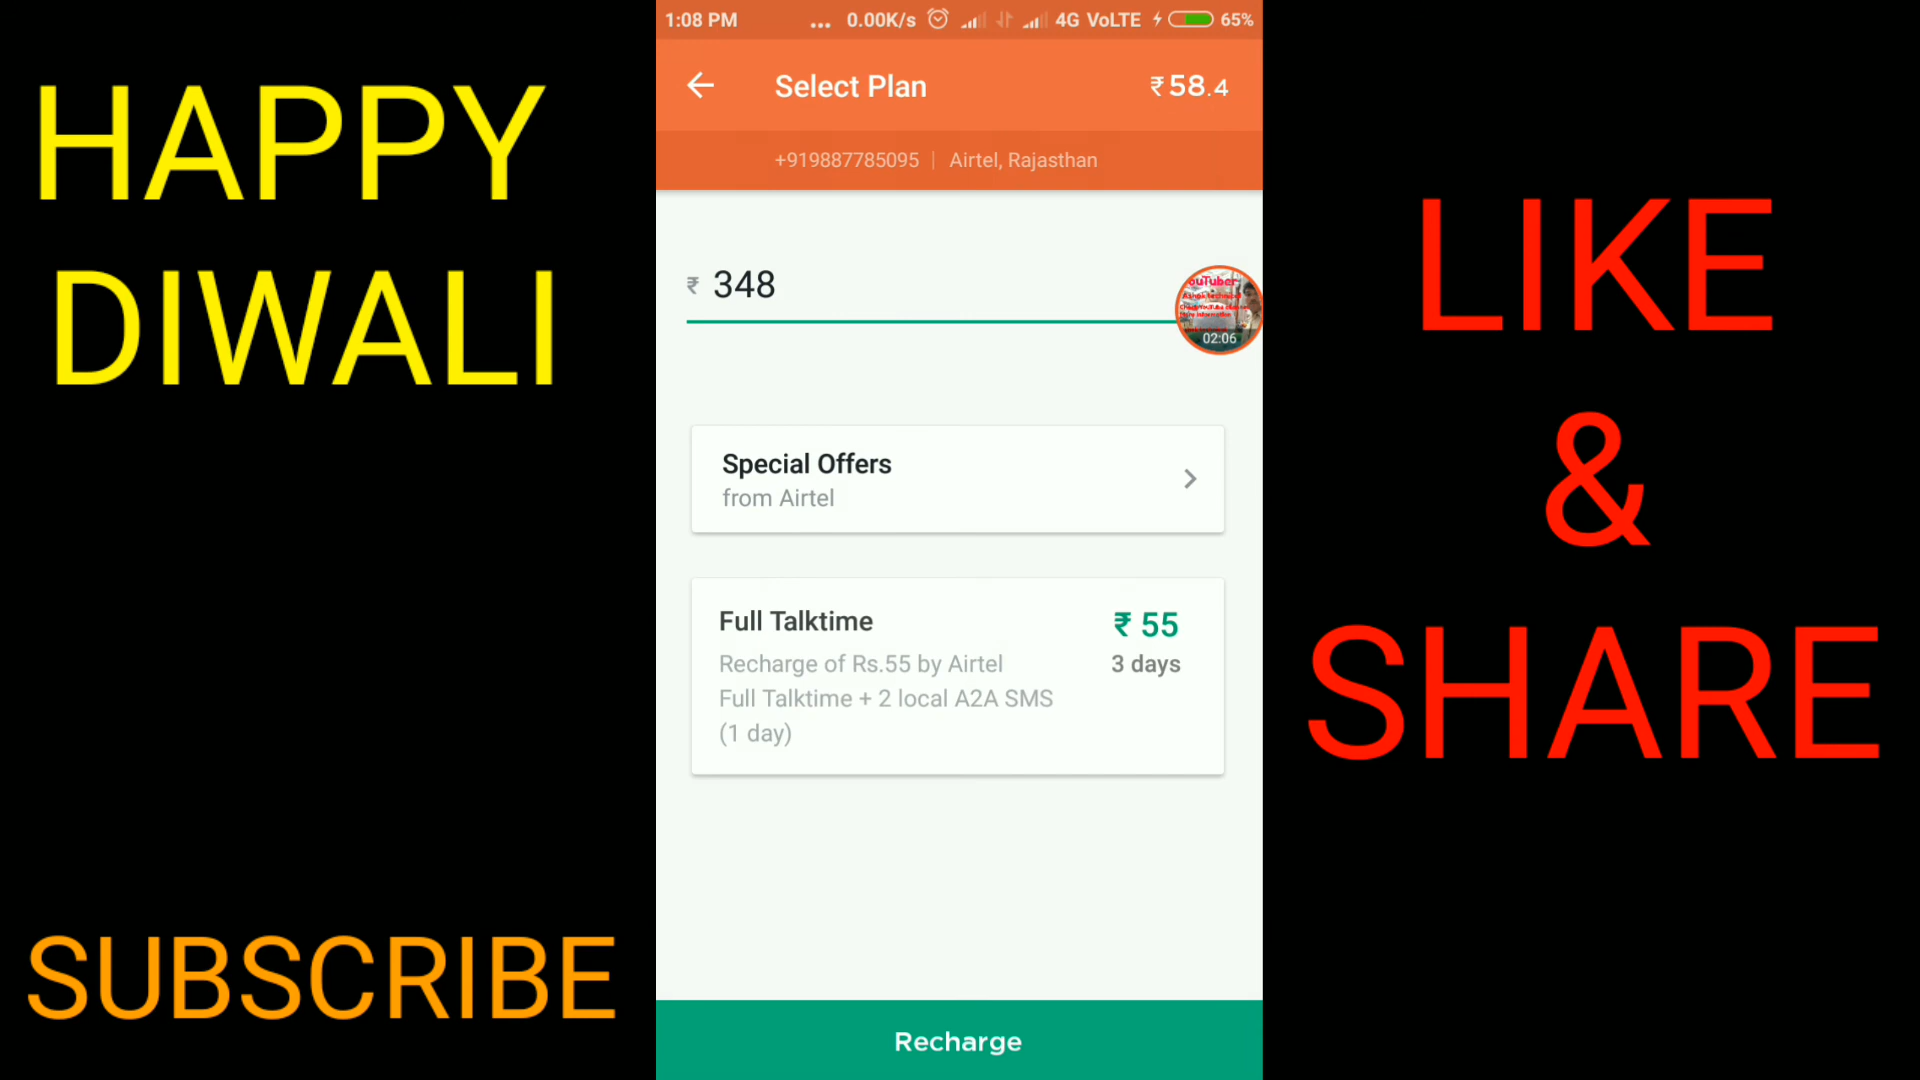 HAPPY
DIWALI
SUBSCRIBE
1:08 PM ... 0.00K/s 4G VoLTE 65%
Select Plan ₹58.4
+919887785095 | Airtel, Rajasthan
₹ 348
ouTuber
02:06
Special Offers
from Airtel
Full Talktime ₹ 55
Recharge of Rs.55 by Airtel 3 days
Full Talktime + 2 local A2A SMS
(1 day)
Recharge
LIKE
&
SHARE